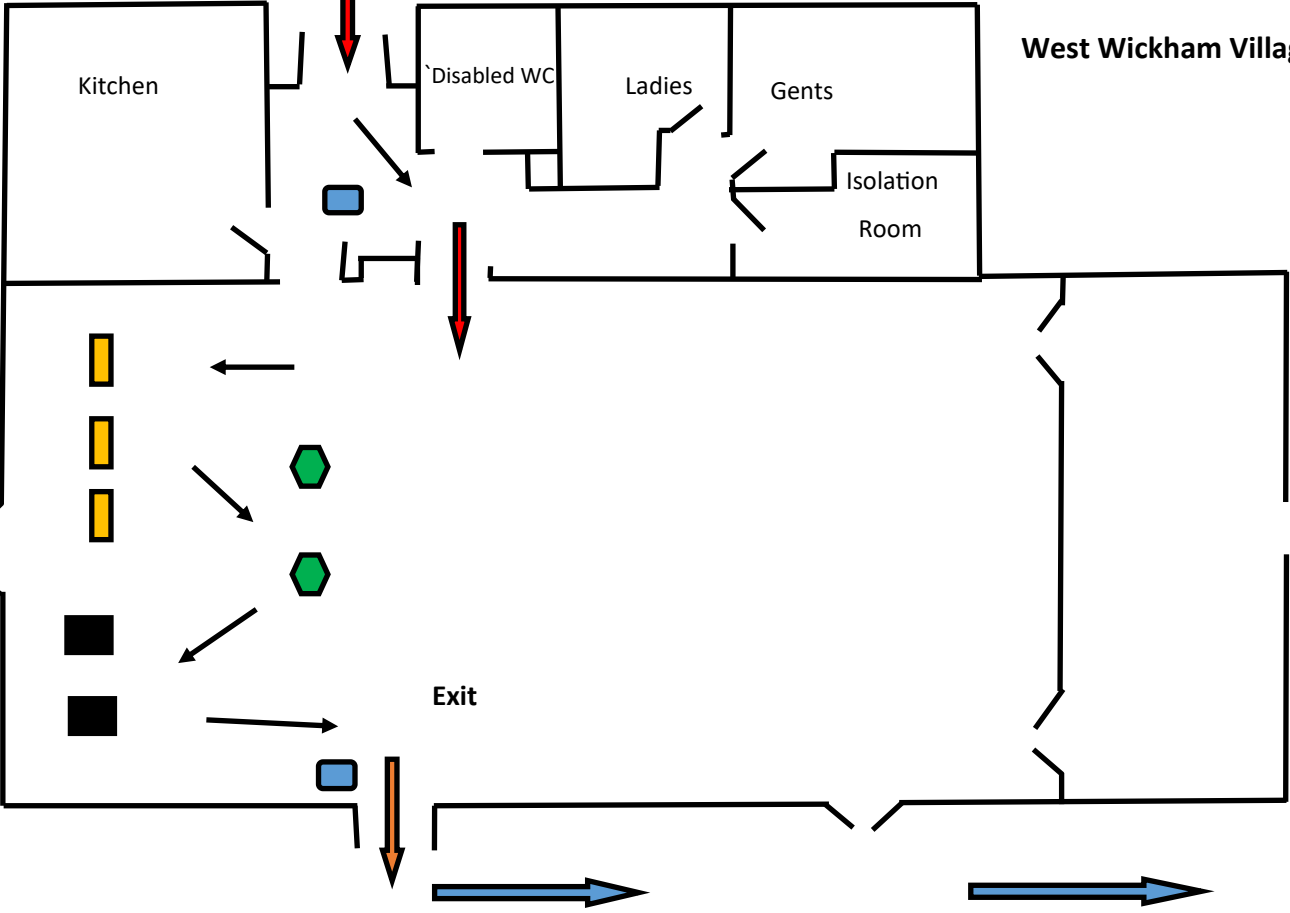 West Wickham Villag
Kitchen
`Disabled WC
Ladies
Gents
Isolation
Room
Exit